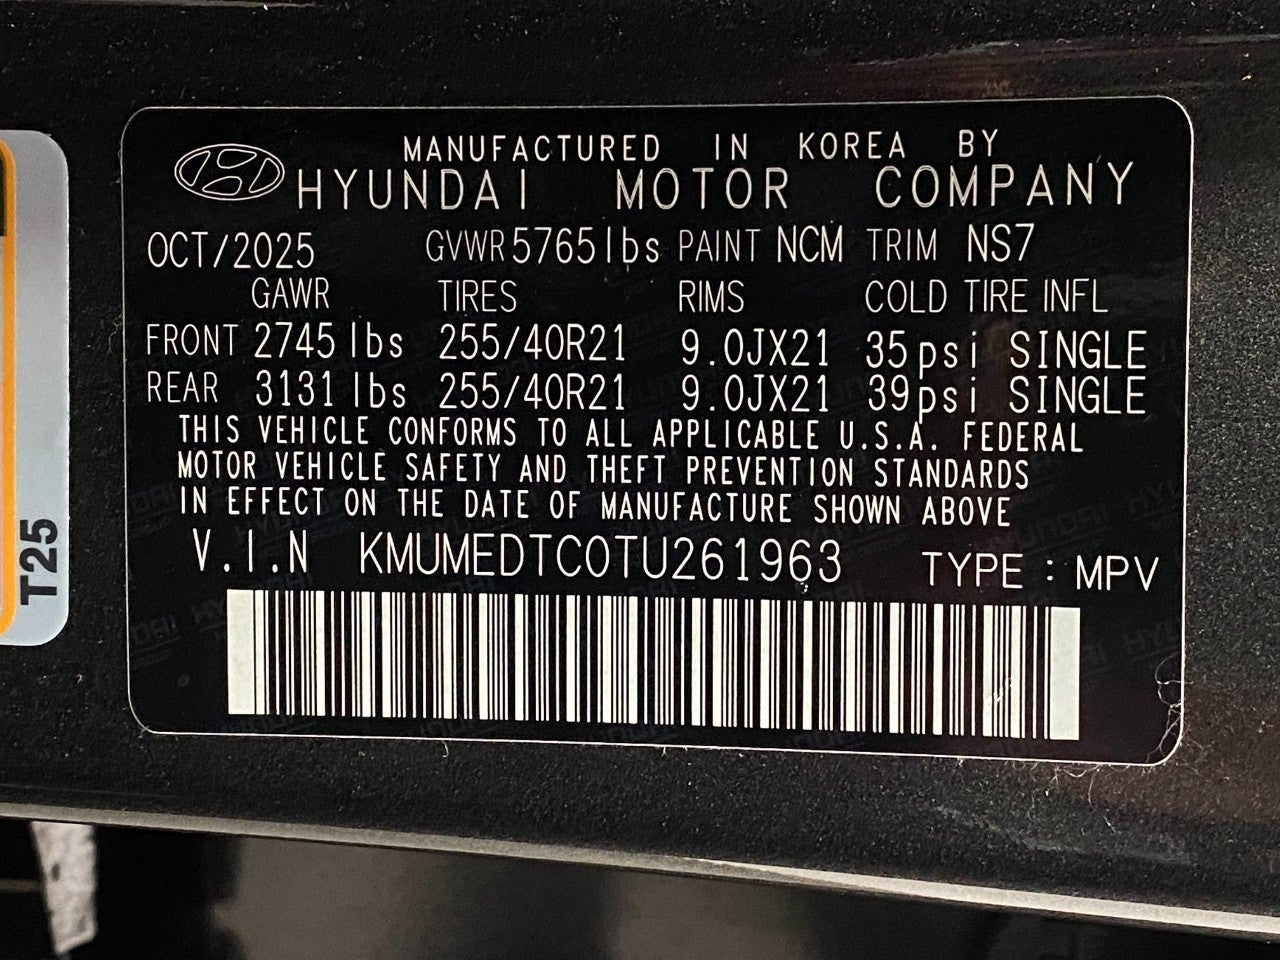 MANUFACTURED IN KOREA BY
HYUNDAI MOTOR COMPANY
OCT/2025 GVWR 5765lbs PAINT NCM TRIM NS7
GAWR TIRES RIMS COLD TIRE INFL
FRONT 2745lbs 255/40R21 9.0JX21 35psi SINGLE
REAR 3131lbs 255/40R21 9.0JX21 39psi SINGLE
THIS VEHICLE CONFORMS TO ALL APPLICABLE U.S.A. FEDERAL
MOTOR VEHICLE SAFETY AND THEFT PREVENTION STANDARDS
IN EFFECT ON THE DATE OF MANUFACTURE SHOWN ABOVE
V.I.N KMUMEDTC0TU261963 TYPE : MPV
T25